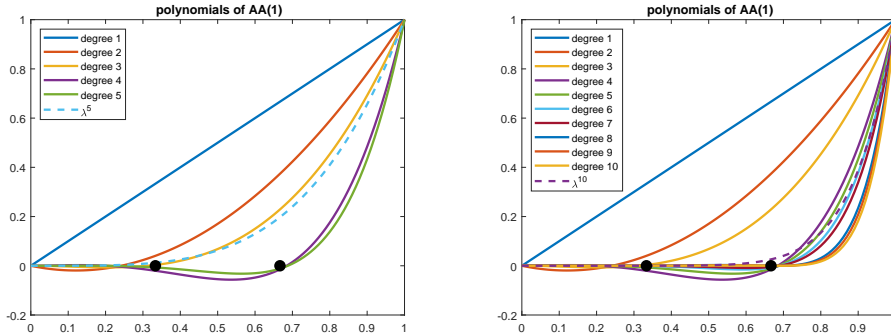 polynomials of AA(1)
1
0.8
0.6
0.4
0.2
0
-0.2
0 0.1 0.2 0.3 0.4 0.5 0.6 0.7 0.8 0.9 1
degree 1
degree 2
degree 3
degree 4
degree 5
λ^5
polynomials of AA(1)
1
0.8
0.6
0.4
0.2
0
-0.2
0 0.1 0.2 0.3 0.4 0.5 0.6 0.7 0.8 0.9
degree 1
degree 2
degree 3
degree 4
degree 5
degree 6
degree 7
degree 8
degree 9
degree 10
λ^10